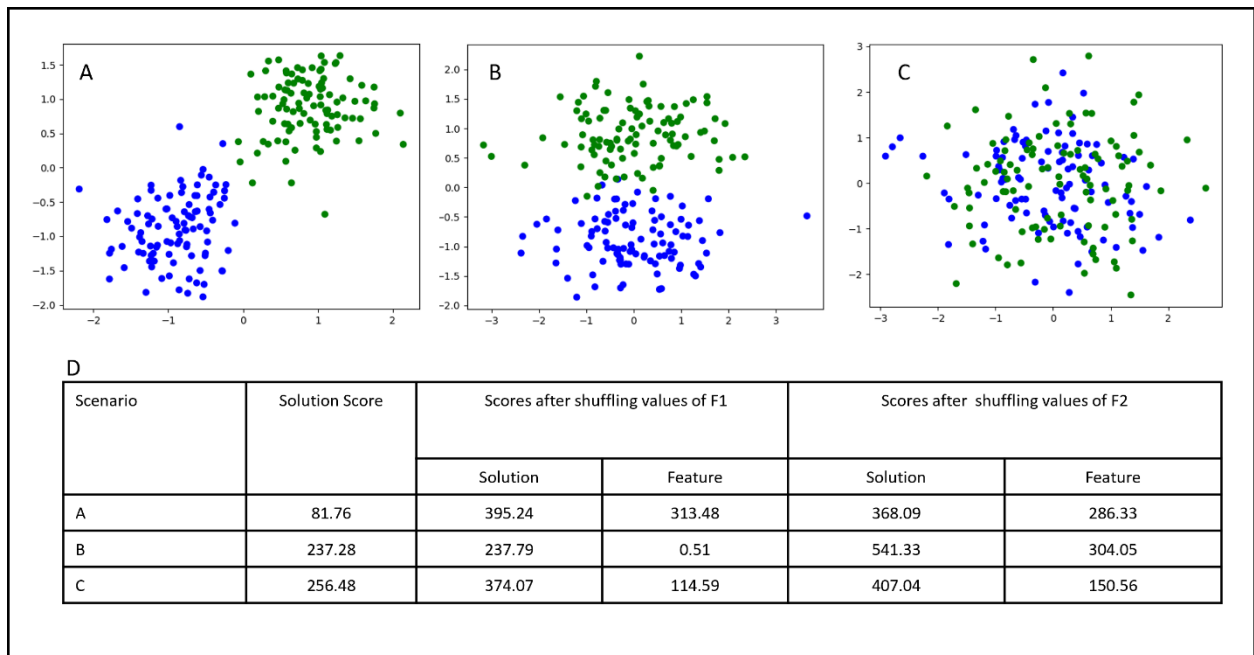 A
1.5
1.0
0.5
0.0
−0.5
−1.0
−1.5
−2.0
−2 −1 0 1 2
B
2.0
1.5
1.0
0.5
0.0
−0.5
−1.0
−1.5
−2.0
−3 −2 −1 0 1 2 3
C
3
2
1
0
−1
−2
−3 −2 −1 0 1 2
D
Scenario Solution Score Scores after shuffling values of F1 Scores after shuffling values of F2
Solution Feature Solution Feature
A 81.76 395.24 313.48 368.09 286.33
B 237.28 237.79 0.51 541.33 304.05
C 256.48 374.07 114.59 407.04 150.56